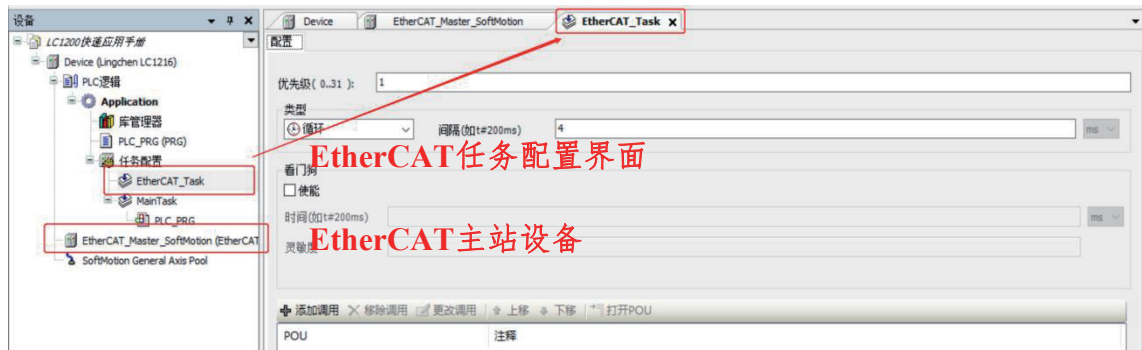 设备
LC1200快速应用手册
Device (Lingchen LC1216)
PLC逻辑
Application
库管理器
PLC_PRG (PRG)
任务配置
EtherCAT_Task
MainTask
PLC_PRG
EtherCAT_Master_SoftMotion (EtherCAT
SoftMotion General Axis Pool
Device
EtherCAT_Master_SoftMotion
EtherCAT_Task
配置
优先级( 0..31 ):
1
类型
循环
间隔(如t#200ms)
4
ms
EtherCAT任务配置界面
看门狗
使能
时间(如t#200ms)
ms
EtherCAT主站设备
灵敏度
添加调用 移除调用 更改调用 上移 下移 打开POU
POU 注释